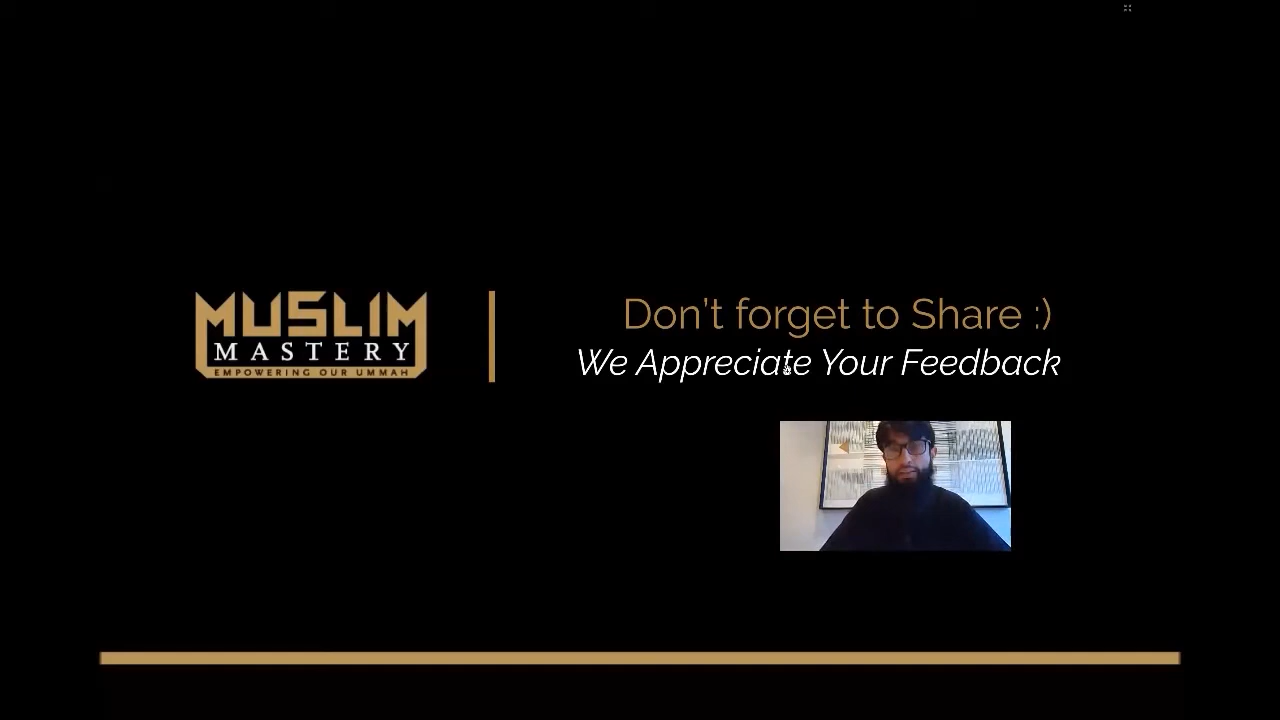 MUSLIM
MASTERY
EMPOWERING OUR UMMAH
Don't forget to Share :)
We Appreciate Your Feedback